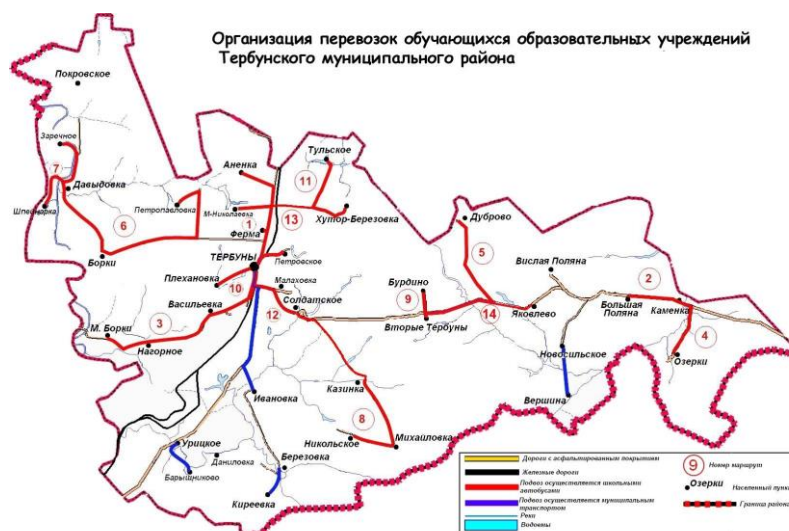 Организация перевозок обучающихся образовательных учреждений
Тербунского муниципального района
Покровское
Заречное
7
Давыдовка
6
Петропавловка
Борки
Аненка
Тульское
11
М-Николаевка
13
1
Ферма
Хутор-Березовка
ТЕРБУНЫ
Петровское
Плехановка
10
Малаховка
Васильевка
Солдатское
12
3
М. Борки
Нагорное
Дуброво
5
Вислая Поляна
Бурдино
9
2
Большая
Поляна
Каменка
Вторые Тербуны
14
Яковлево
4
Новосильское
Озерки
Вершина
Казинка
8
Ивановка
Никольское
Михайловка
Урицкое
Даниловка
Березовка
Барышниково
Киреевка
Дороги с асфальтированным покрытием
Железные дороги
Подвоз осуществляется школьными
автобусами
Подвоз осуществляется муниципальным
транспортом
Реки
Водоемы
9
Номер маршрут
Озерки
Населенный пункт
Граница района